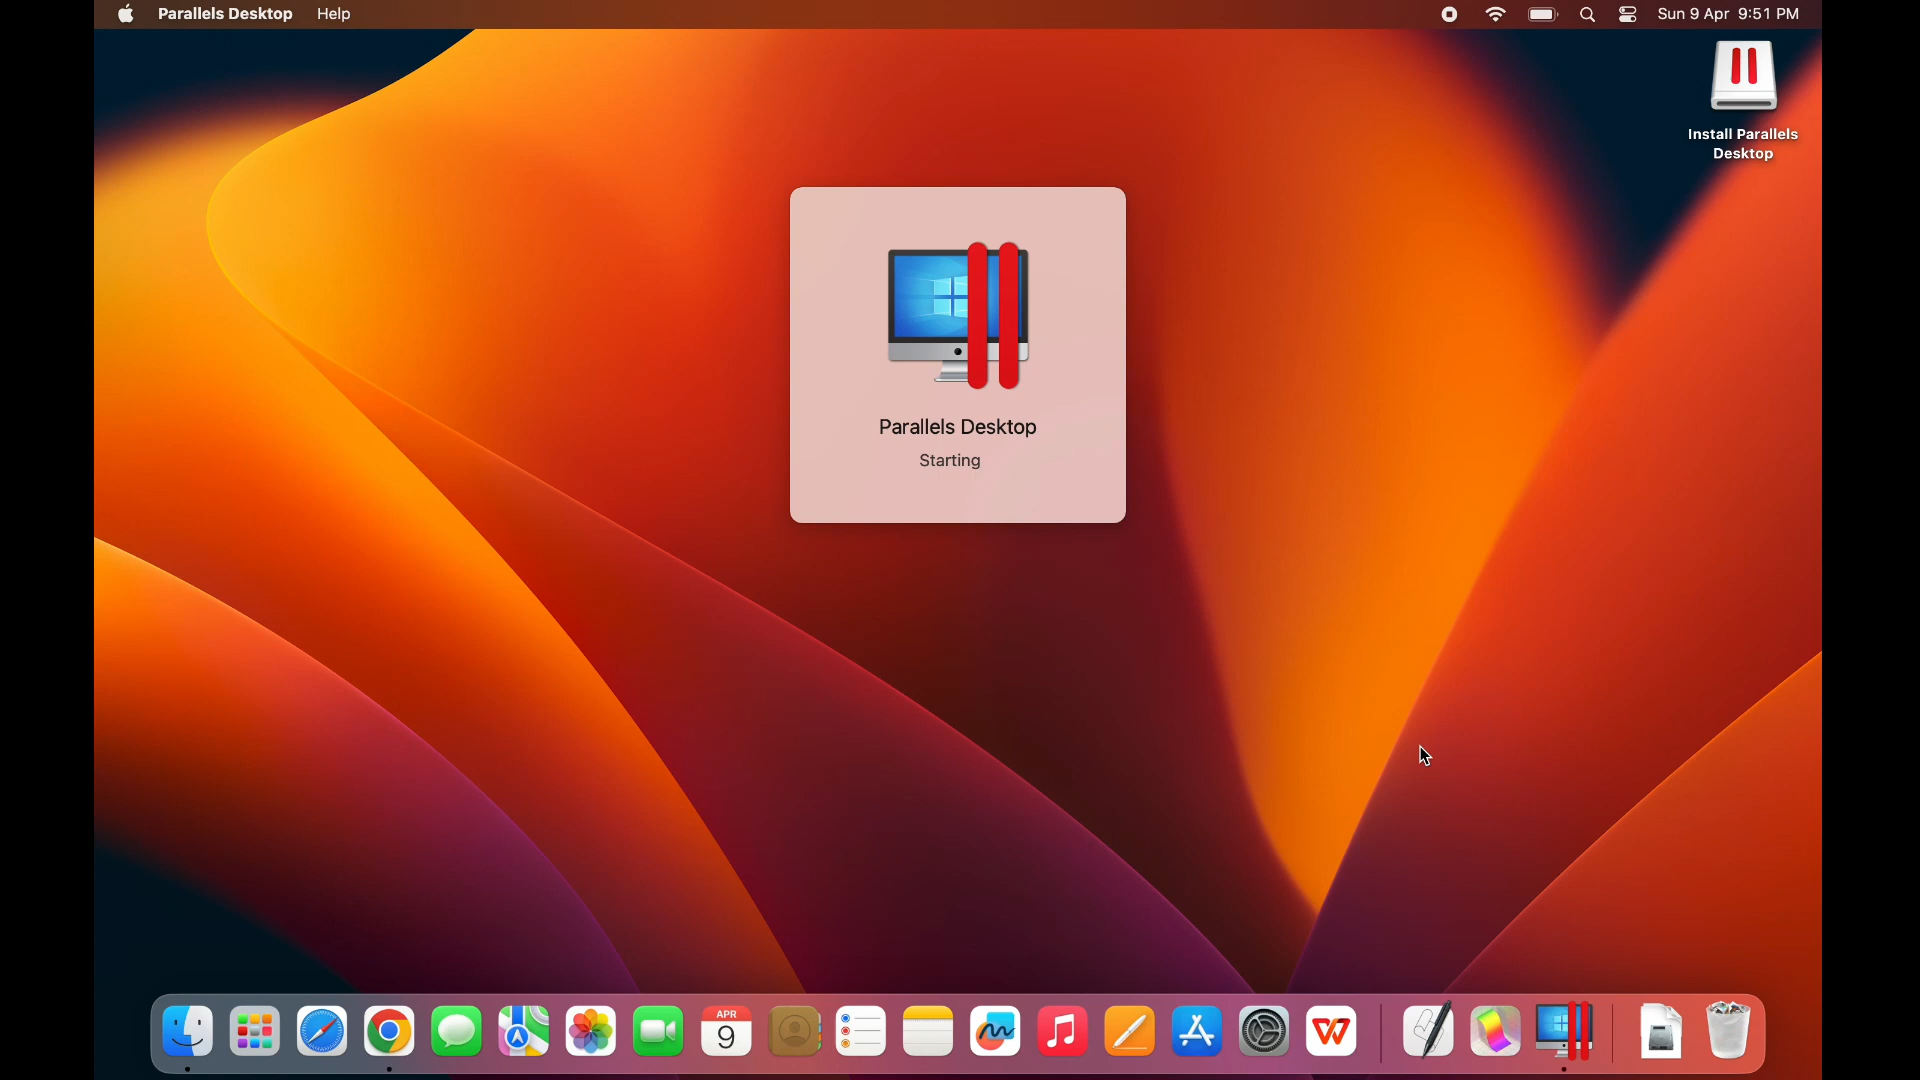 Parallels Desktop Help Sun 9 Apr 9:51 PM
Install Parallels
Desktop
Parallels Desktop
Starting
APR
9